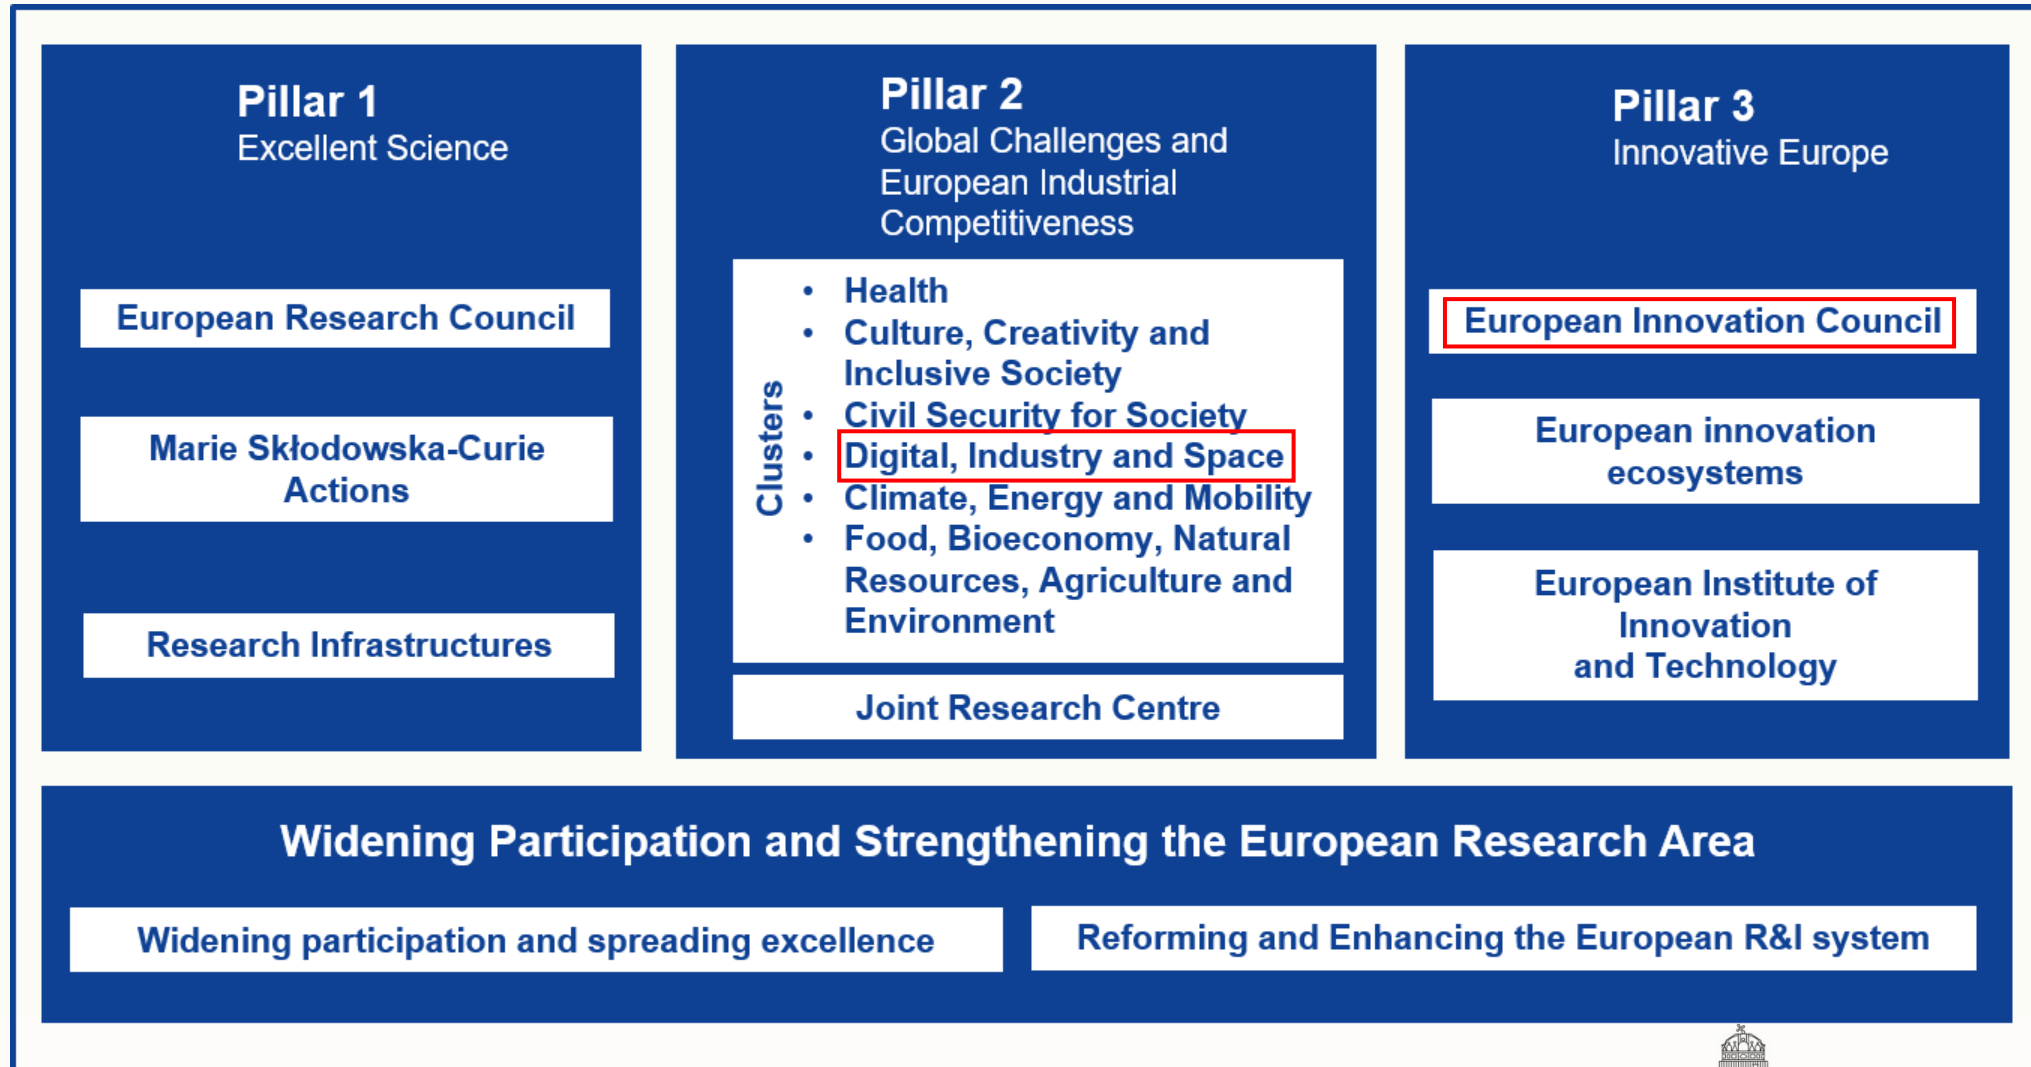 Pillar 1
Excellent Science
European Research Council
Marie Skłodowska-Curie
Actions
Research Infrastructures
Pillar 2
Global Challenges and
European Industrial
Competitiveness
Clusters
• Health
• Culture, Creativity and
Inclusive Society
• Civil Security for Society
• Digital, Industry and Space
• Climate, Energy and Mobility
• Food, Bioeconomy, Natural
Resources, Agriculture and
Environment
Joint Research Centre
Pillar 3
Innovative Europe
European Innovation Council
European innovation
ecosystems
European Institute of
Innovation
and Technology
Widening Participation and Strengthening the European Research Area
Widening participation and spreading excellence
Reforming and Enhancing the European R&I system